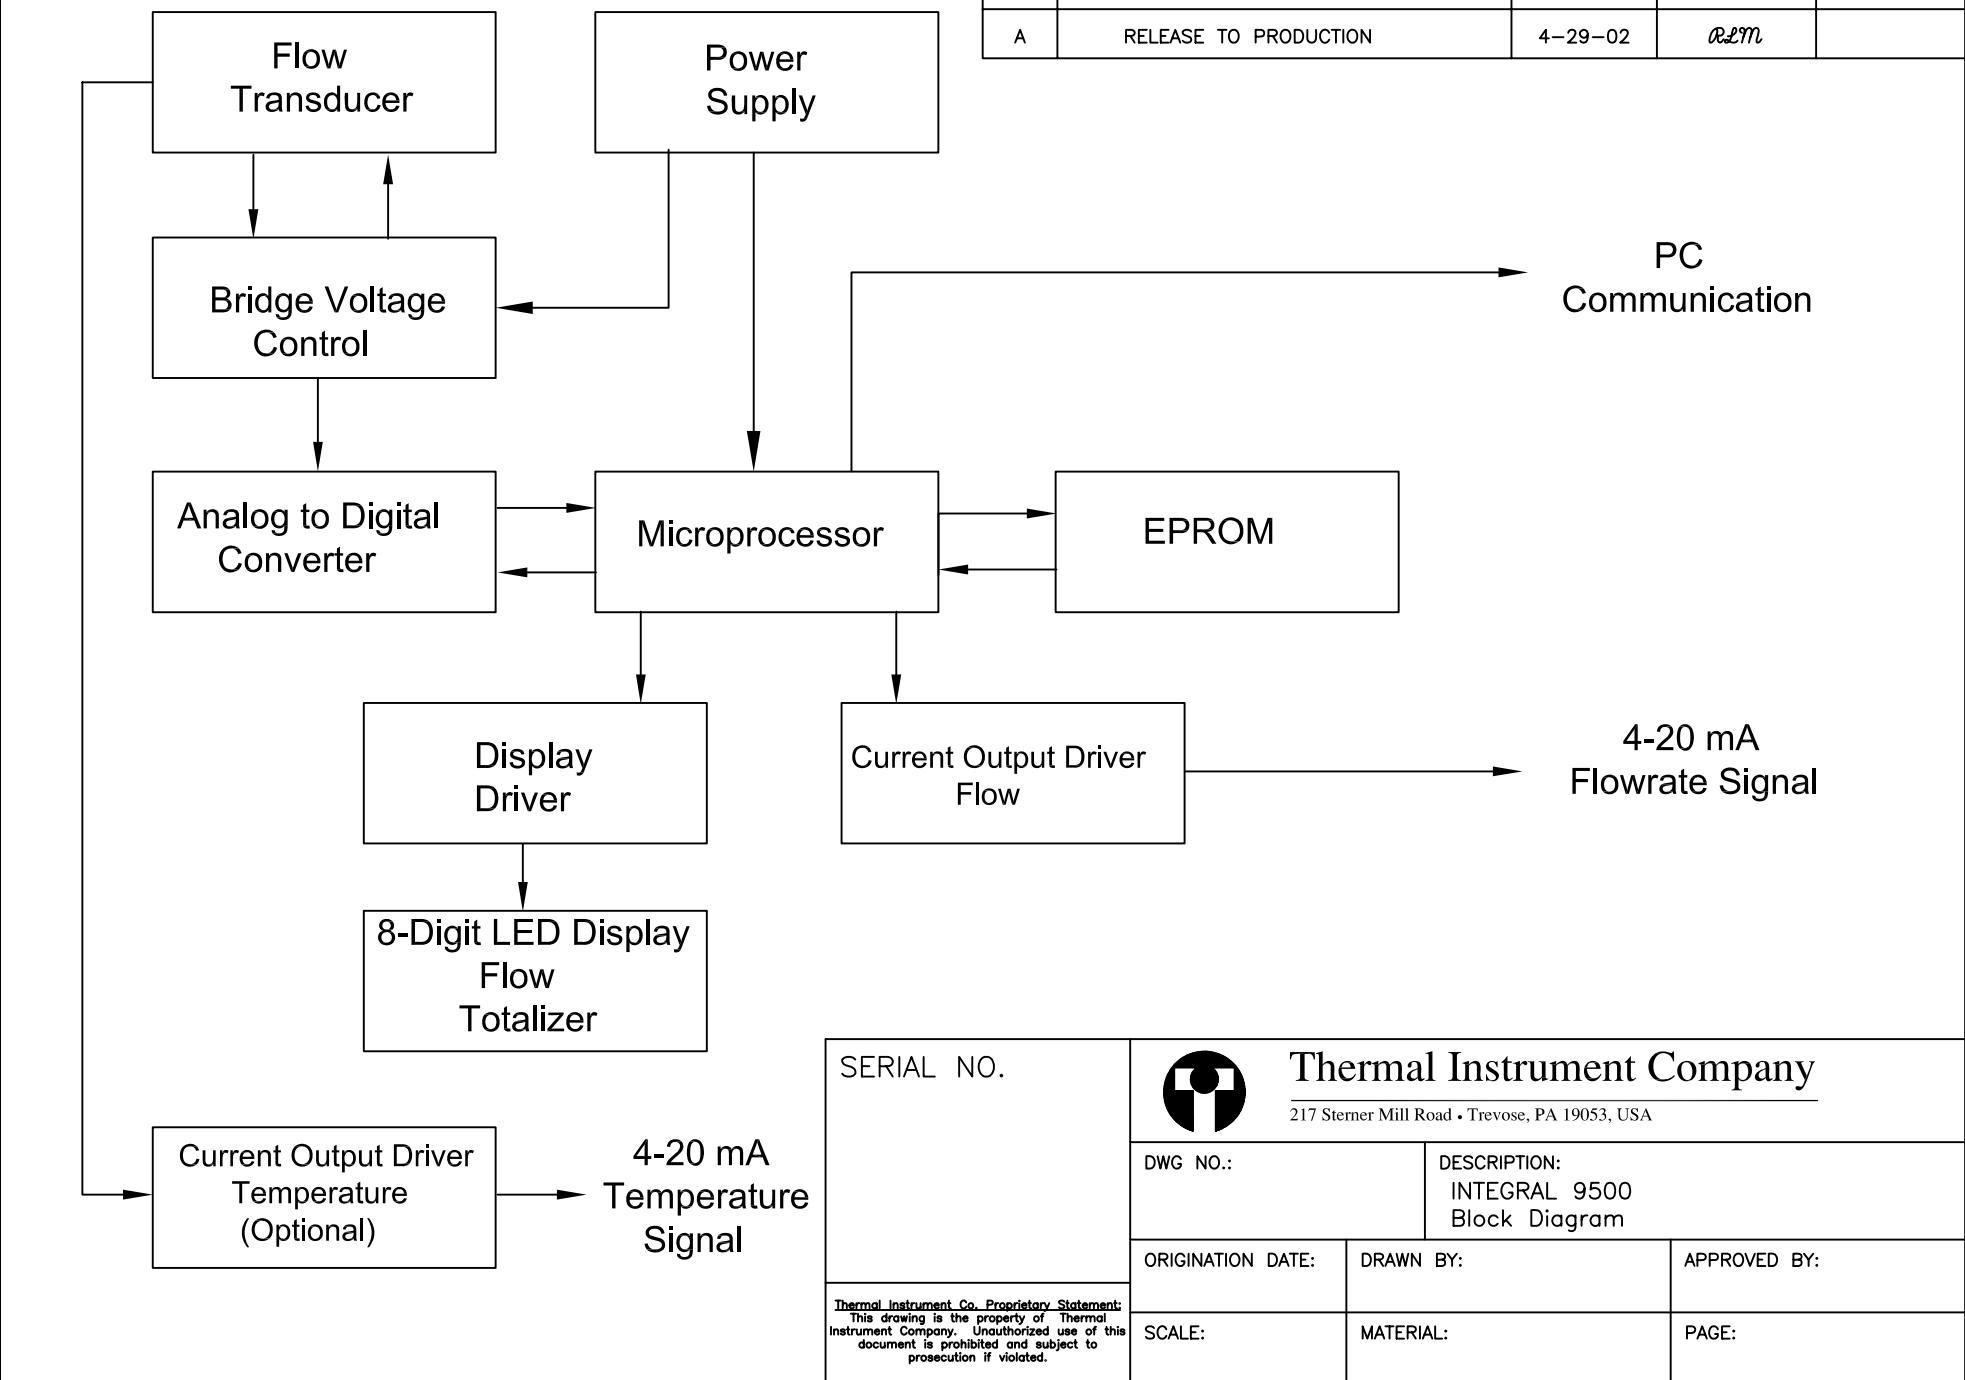 Flow
Transducer
Power
Supply
A RELEASE TO PRODUCTION 4-29-02 RLM
PC
Communication
Bridge Voltage
Control
Analog to Digital
Converter
Microprocessor
EPROM
Display
Driver
Current Output Driver
Flow
4-20 mA
Flowrate Signal
8-Digit LED Display
Flow
Totalizer
Current Output Driver
Temperature
(Optional)
4-20 mA
Temperature
Signal
SERIAL NO.
Thermal Instrument Co. Proprietary Statement:
This drawing is the property of Thermal
Instrument Company. Unauthorized use of this
document is prohibited and subject to
prosecution if violated.
Thermal Instrument Company
217 Sterner Mill Road • Trevose, PA 19053, USA
DWG NO.:
DESCRIPTION:
INTEGRAL 9500
Block Diagram
ORIGINATION DATE:
DRAWN BY:
APPROVED BY:
SCALE:
MATERIAL:
PAGE: